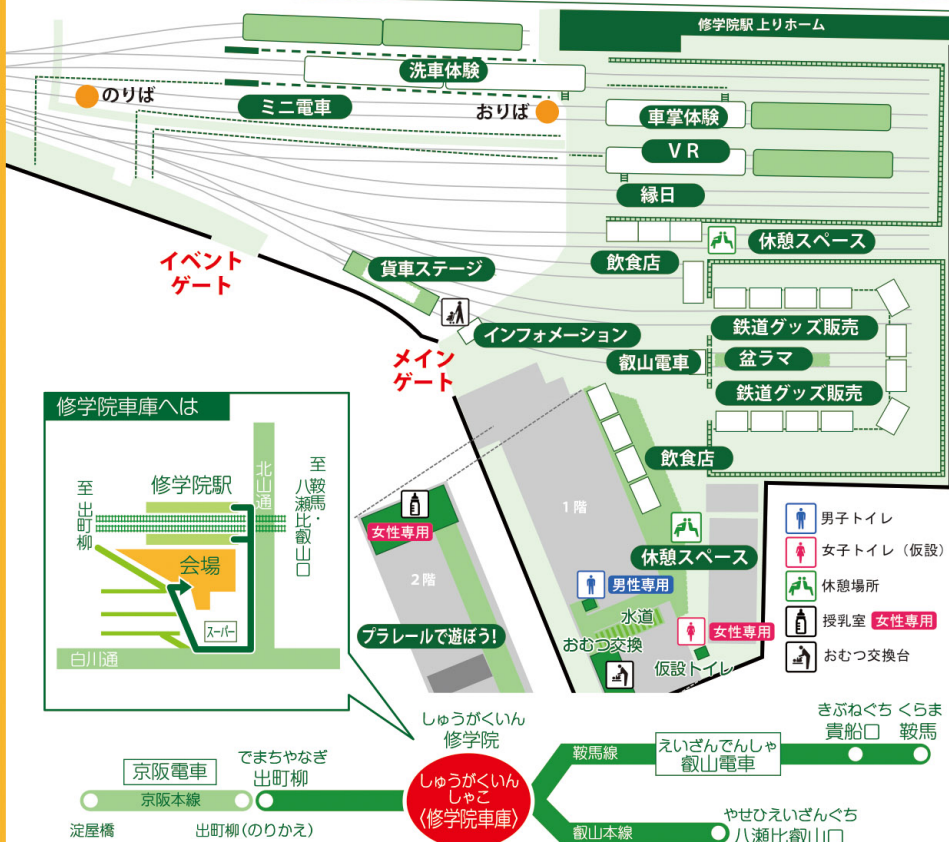 修学院駅 上りホーム
洗車体験
のりば
ミニ電車
おりば
車掌体験
VR
縁日
休憩スペース
飲食店
イベント
ゲート
貨車ステージ
インフォメーション
メイン
ゲート
鉄道グッズ販売
叡山電車
盆ラマ
鉄道グッズ販売
飲食店
修学院車庫へは
至出町柳
修学院駅
北山通
至鞍馬・
八瀬比叡山口
会場
スーパー
白川通
女性専用
2階
プラレールで遊ぼう!
1階
休憩スペース
男性専用
水道
おむつ交換
女性専用
仮設トイレ
男子トイレ
女子トイレ(仮設)
休憩場所
授乳室 女性専用
おむつ交換台
京阪電車
京阪本線
淀屋橋
出町柳(のりかえ)
でまちやなぎ
出町柳
しゅうがくいん
修学院
しゅうがくいん
しゃこ
〈修学院車庫〉
鞍馬線
えいざんでんしゃ
叡山電車
きぶねぐち くらま
貴船口 鞍馬
叡山本線
やせひえいざんぐち
八瀬比叡山口